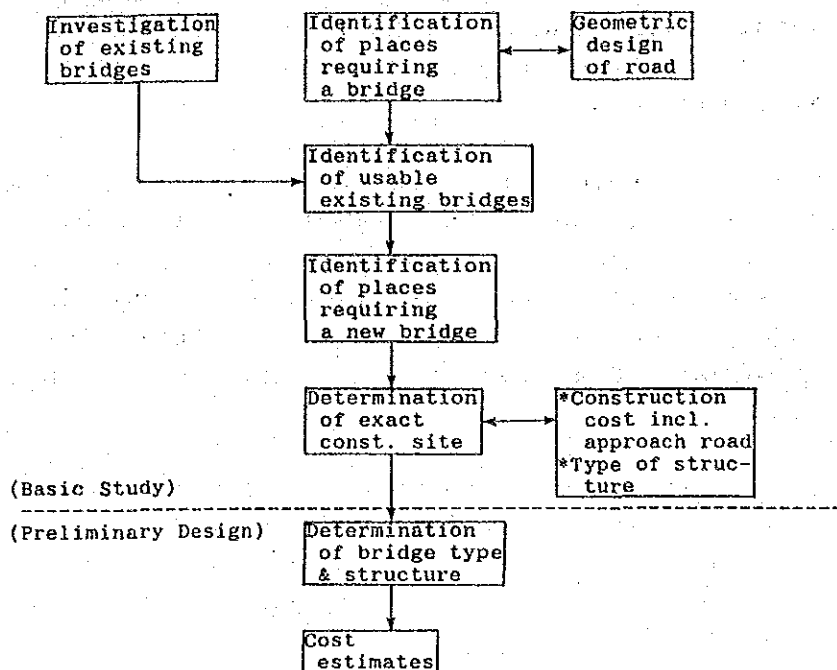 Investigation
of existing
bridges
Identification
of places
requiring
a bridge
Geometric
design
of road
Identification
of usable
existing bridges
Identification
of places
requiring
a new bridge
Determination
of exact
const. site
*Construction
cost incl.
approach road
*Type of struc-
ture
(Basic Study)
(Preliminary Design)
Determination
of bridge type
& structure
Cost
estimates